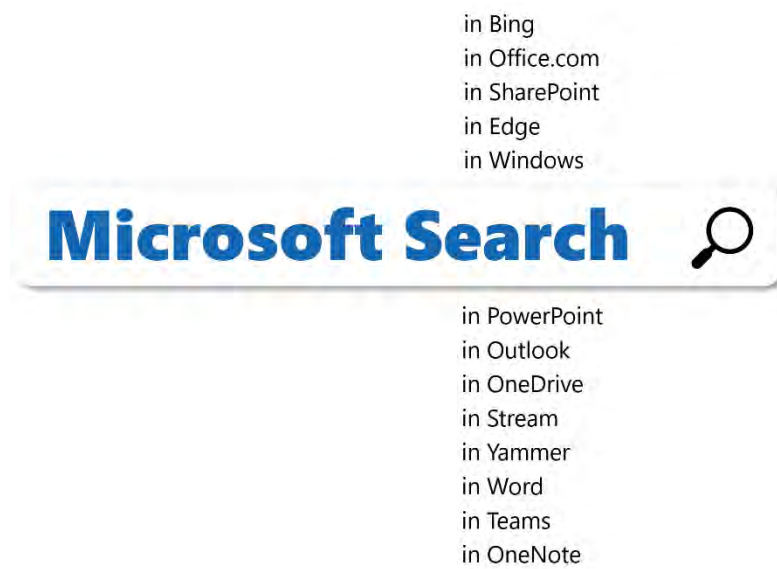 in Bing
in Office.com
in SharePoint
in Edge
in Windows
Microsoft Search
in PowerPoint
in Outlook
in OneDrive
in Stream
in Yammer
in Word
in Teams
in OneNote